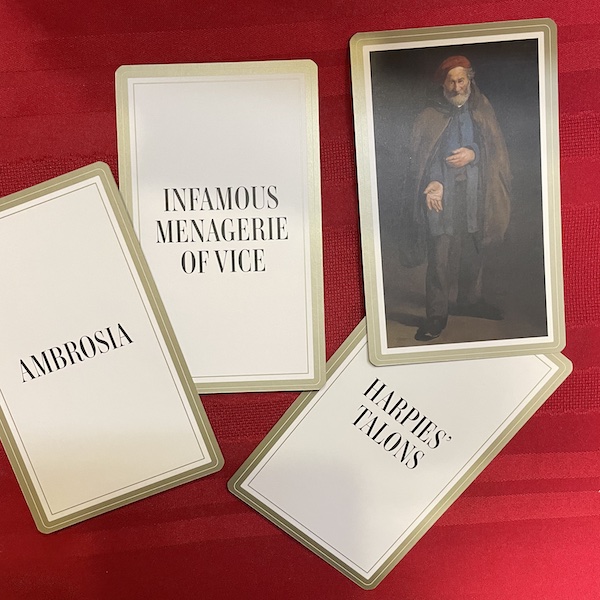 INFAMOUS
MENAGERIE
OF VICE
AMBROSIA
HARPIES'
TALONS